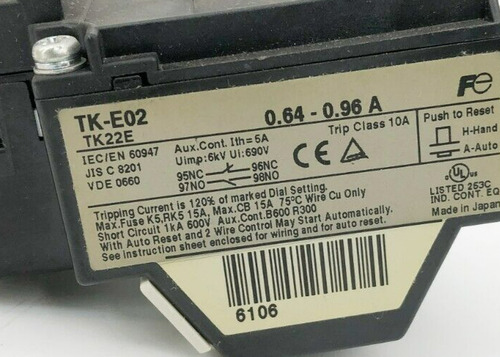 TK-E02
0.64 - 0.96 A
Fe
TK22E
Trip Class 10A
Push to Reset
IEC/EN 60947
Aux.Cont. Ith=5A
H-Hand
JIS C 8201
Uimp:6kV Ui:690V
A-Auto
VDE 0660
95NC 96NC
97NO 98NO
CE
UL
LISTED 253C
IND. CONT. EQ
Made in Japan
Tripping Current is 120% of marked Dial Setting.
Max.Fuse K5,RK5 15A, Max.CB 15A 75°C Wire Cu Only
Short Circuit 1kA 600V Aux.Cont.B600 R300
With Auto Reset and 2 Wire Control May Start Automatically.
See instruction sheet enclosed for wiring and for auto reset.
6106